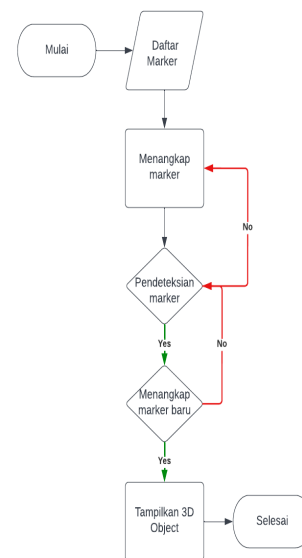 Mulai
Daftar
Marker
Menangkap
marker
No
Pendeteksian
marker
Yes
No
Menangkap
marker baru
Yes
Tampilkan 3D
Object
Selesai